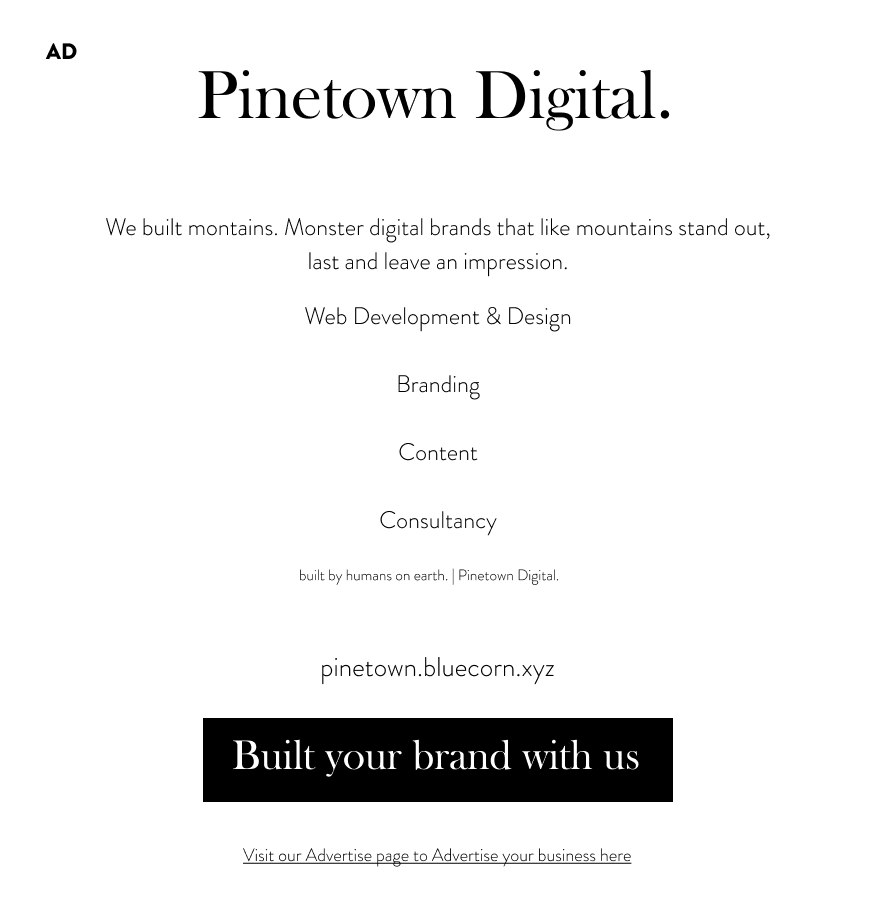 AD
Pinetown Digital.
We built montains. Monster digital brands that like mountains stand out,
last and leave an impression.
Web Development & Design
Branding
Content
Consultancy
built by humans on earth. | Pinetown Digital.
pinetown.bluecorn.xyz
Built your brand with us
Visit our Advertise page to Advertise your business here